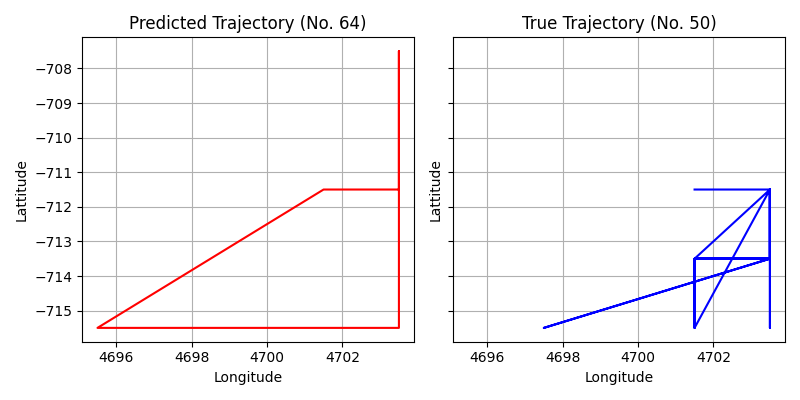 Predicted Trajectory (No. 64)
True Trajectory (No. 50)
−708
−709
−710
−711
−712
−713
−714
−715
Lattitude
Lattitude
4696 4698 4700 4702
4696 4698 4700 4702
Longitude
Longitude